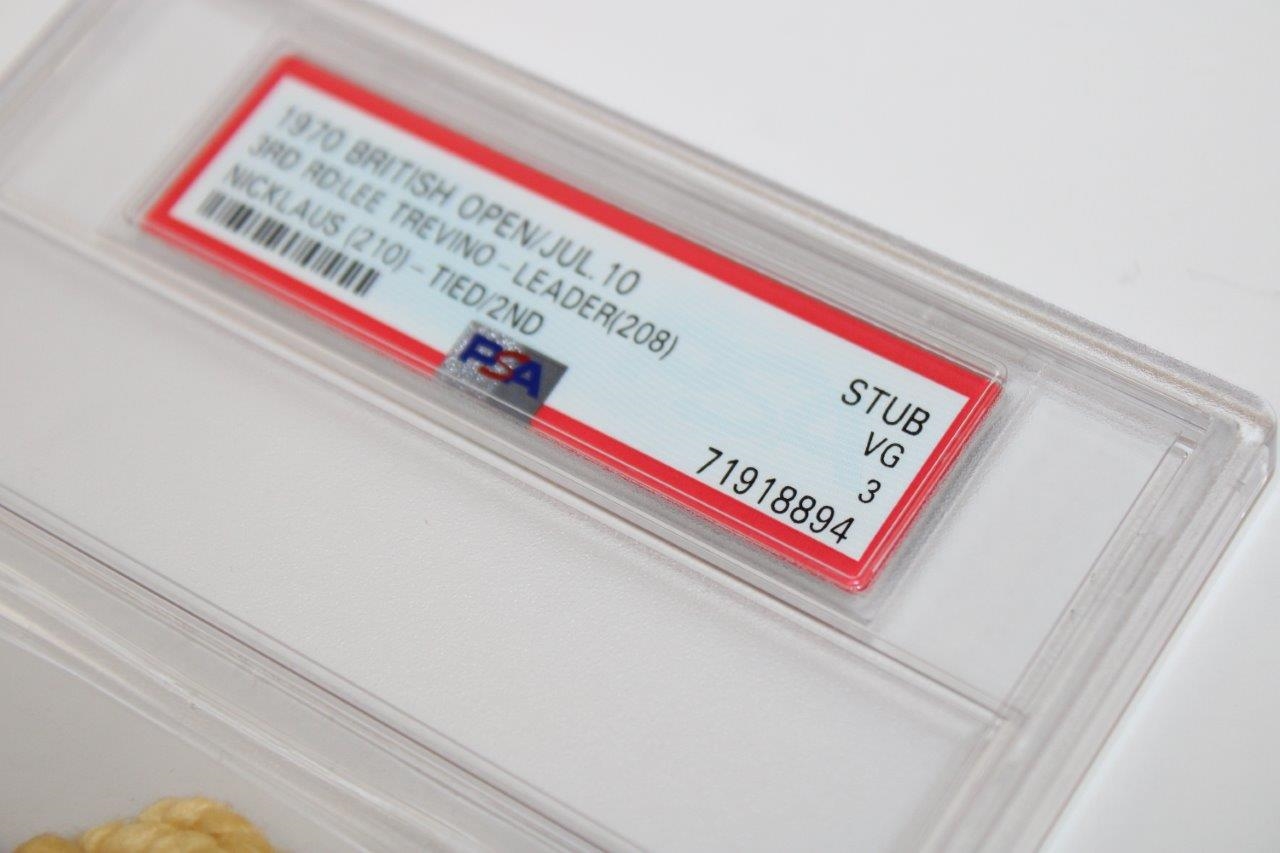 1970 BRITISH OPEN/JUL. 10
3RD RD:LEE TREVINO - LEADER(208)
NICKLAUS (210) - TIED/2ND
PSA
STUB
VG
3
71918894